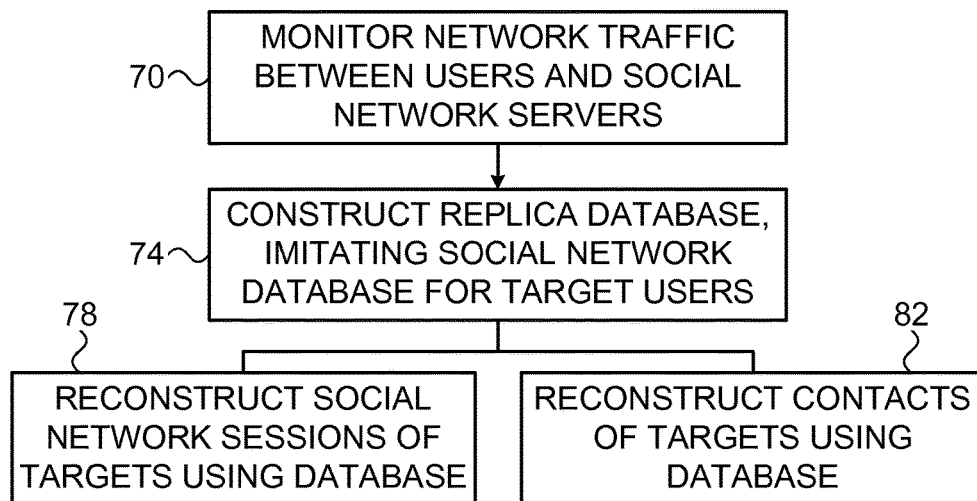 MONITOR NETWORK TRAFFIC
BETWEEN USERS AND SOCIAL
NETWORK SERVERS
70
CONSTRUCT REPLICA DATABASE,
IMITATING SOCIAL NETWORK
DATABASE FOR TARGET USERS
74
78
RECONSTRUCT SOCIAL
NETWORK SESSIONS OF
TARGETS USING DATABASE
82
RECONSTRUCT CONTACTS
OF TARGETS USING
DATABASE